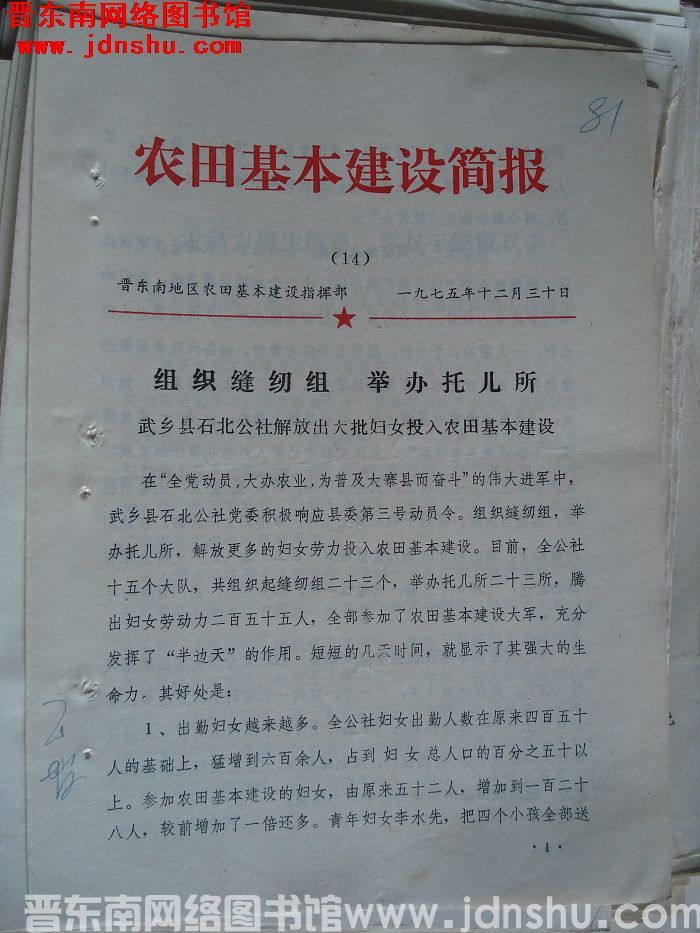 晋东南网络图书馆
www.jdnshu.com
81
农田基本建设简报
(14)
晋东南地区农田基本建设指挥部 一九七五年十二月三十日
组织缝纫组 举办托儿所
武乡县石北公社解放出大批妇女投入农田基本建设
在“全党动员,大办农业,为普及大寨县而奋斗”的伟大进军中,
武乡县石北公社党委积极响应县委第三号动员令。组织缝纫组,举
办托儿所,解放更多的妇女劳力投入农田基本建设。目前,全公社
十五个大队,共组织起缝纫组二十三个,举办托儿所二十三所,腾
出妇女劳动力二百五十五人,全部参加了农田基本建设大军,充分
发挥了“半边天”的作用。短短的几天时间,就显示了其强大的生
命力,其好处是:
1、出勤妇女越来越多。全公社妇女出勤人数在原来四百五十
人的基础上,猛增到六百余人,占到妇女总人口的百分之五十以
上。参加农田基本建设的妇女,由原来五十二人,增加到一百二十
八人,较前增加了一倍还多。青年妇女李水先,把四个小孩全部送
·1·
晋东南网络图书馆www.jdnshu.com